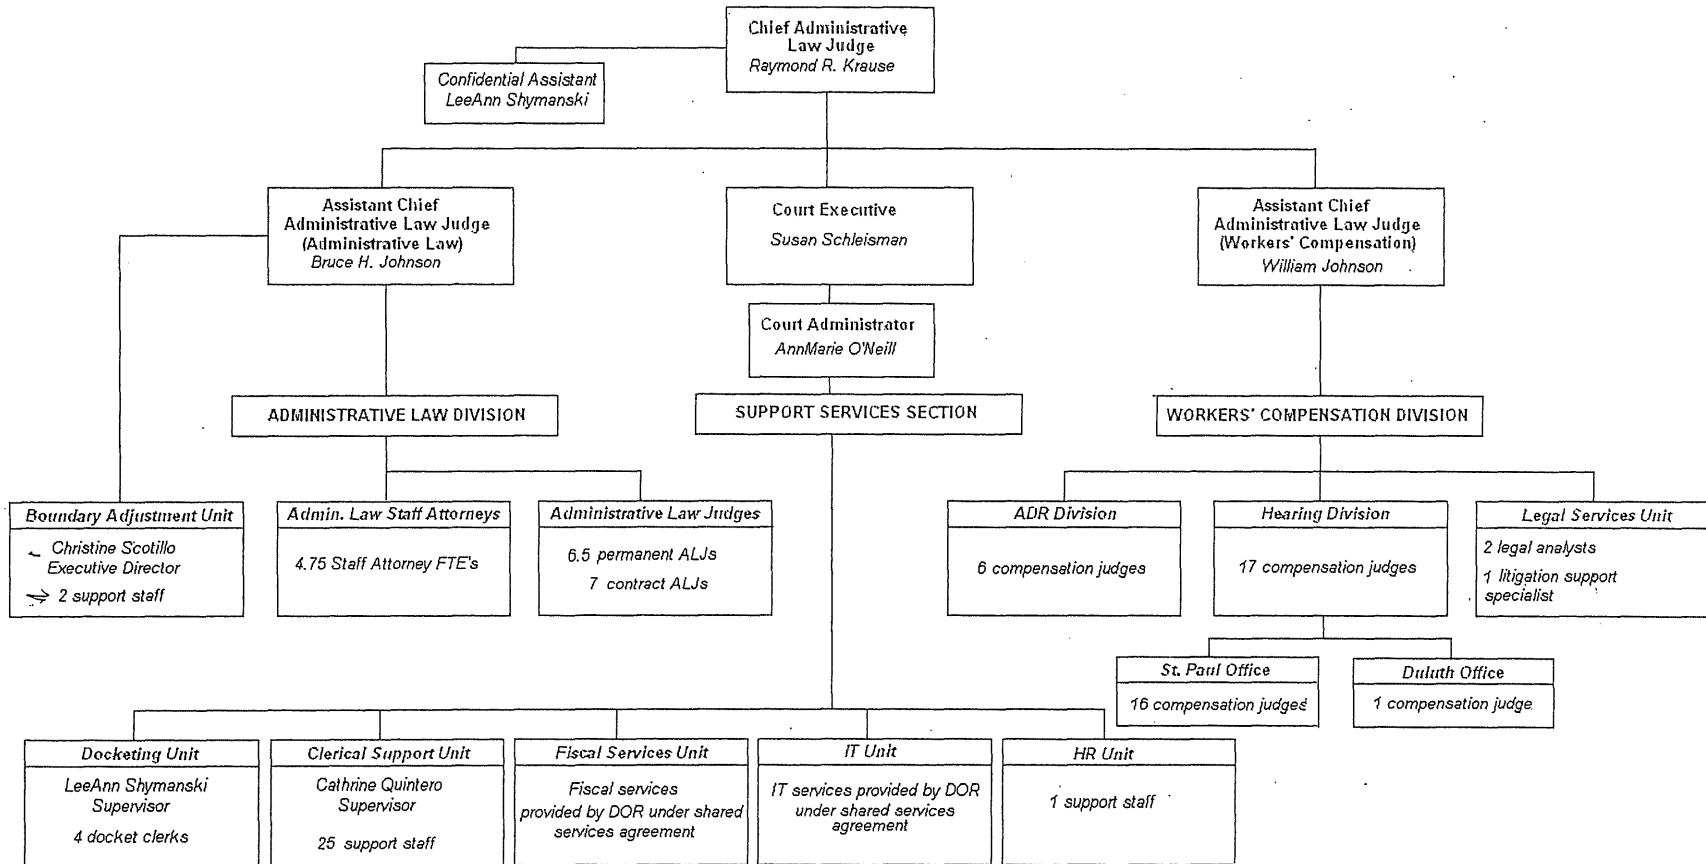 Chief Administrative
Law Judge
Raymond R. Krause
Confidential Assistant
LeeAnn Shymanski
Assistant Chief
Administrative Law Judge
(Administrative Law)
Bruce H. Johnson
Court Executive
Susan Schleisman
Assistant Chief
Administrative Law Judge
(Workers' Compensation)
William Johnson
Court Administrator
AnnMarie O'Neill
ADMINISTRATIVE LAW DIVISION
SUPPORT SERVICES SECTION
WORKERS' COMPENSATION DIVISION
Boundary Adjustment Unit
Christine Scotillo
Executive Director
2 support staff
Admin. Law Staff Attorneys
4.75 Staff Attorney FTE's
Administrative Law Judges
6.5 permanent ALJs
7 contract ALJs
ADR Division
6 compensation judges
Hearing Division
17 compensation judges
Legal Services Unit
2 legal analysts
1 litigation support
specialist
St. Paul Office
16 compensation judges
Duluth Office
1 compensation judge
Docketing Unit
LeeAnn Shymanski
Supervisor
4 docket clerks
Clerical Support Unit
Cathrine Quintero
Supervisor
25 support staff
Fiscal Services Unit
Fiscal services
provided by DOR under shared
services agreement
IT Unit
IT services provided by DOR
under shared services
agreement
HR Unit
1 support staff